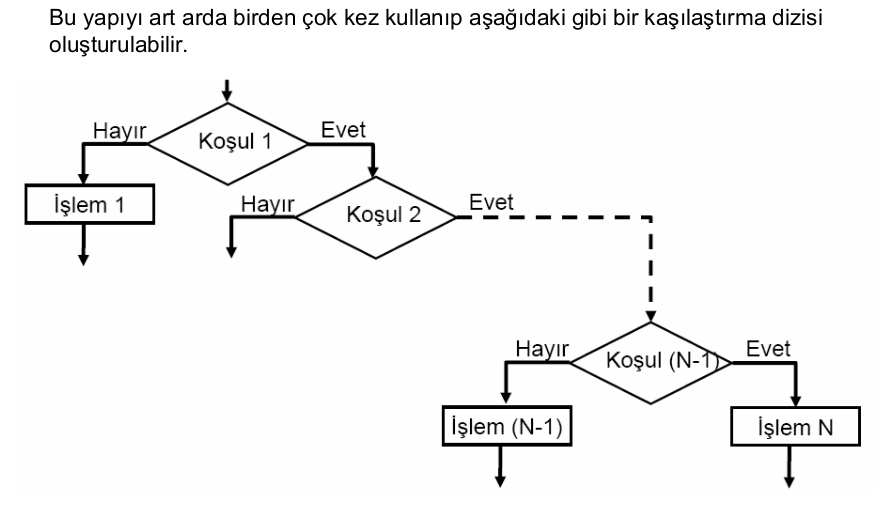 Bu yapıyı art arda birden çok kez kullanıp aşağıdaki gibi bir kaşılaştırma dizisi
oluşturulabilir.
Hayır
Koşul 1
Evet
İşlem 1
Hayır
Koşul 2
Evet
Hayır
Koşul (N-1)
Evet
İşlem (N-1)
İşlem N